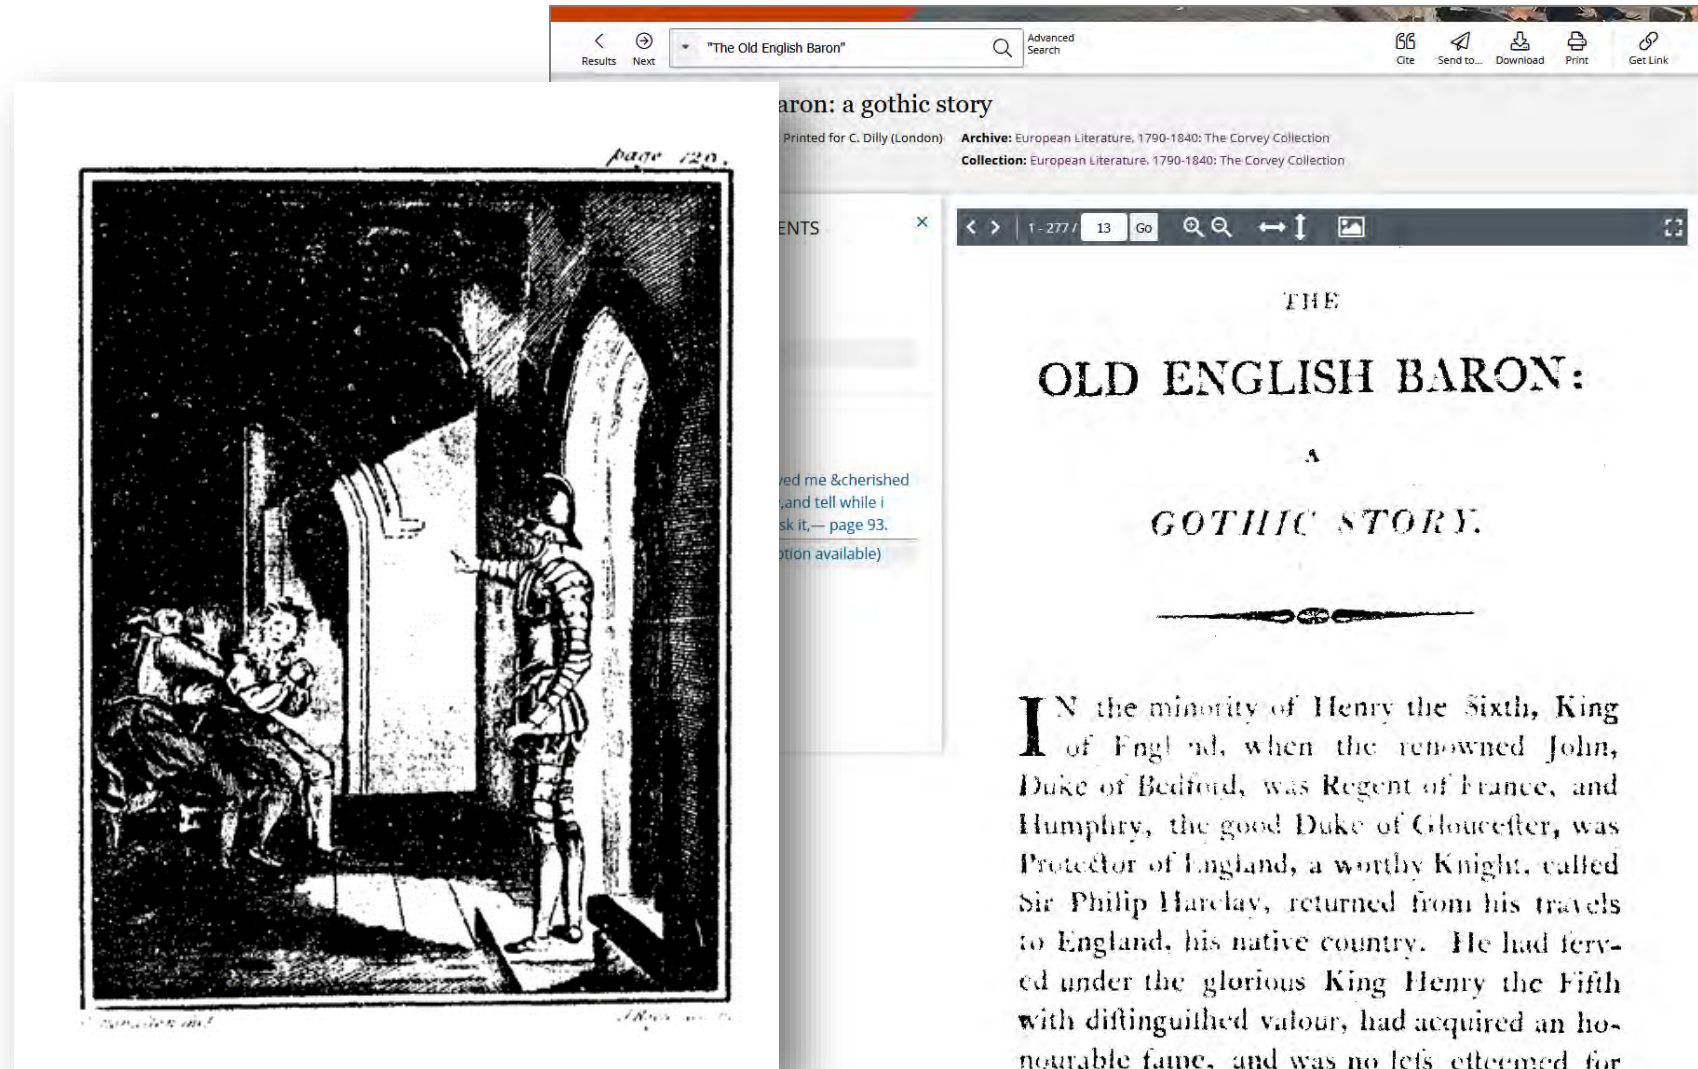 Results
Next
"The Old English Baron"
Advanced
Search
Cite
Send to...
Download
Print
Get Link
aron: a gothic story
Printed for C. Dilly (London)
Archive: European Literature, 1790-1840: The Corvey Collection
Collection: European Literature, 1790-1840: The Corvey Collection
ENTS
ved me &cherished
,and tell while i
sk it,— page 93.
ption available)
1 - 277 /
13
Go
page 120.
THE
OLD ENGLISH BARON:
A
GOTHIC STORY.
IN the minority of Henry the Sixth, King
of England, when the renowned John,
Duke of Bedford, was Regent of France, and
Humphry, the good Duke of Glouceſter, was
Protector of England, a worthy Knight, called
Sir Philip Harclay, returned from his travels
to England, his native country. He had ſerv-
ed under the glorious King Henry the Fifth
with diſtinguiſhed valour, had acquired an ho-
nourable fame, and was no leſs eſteemed for